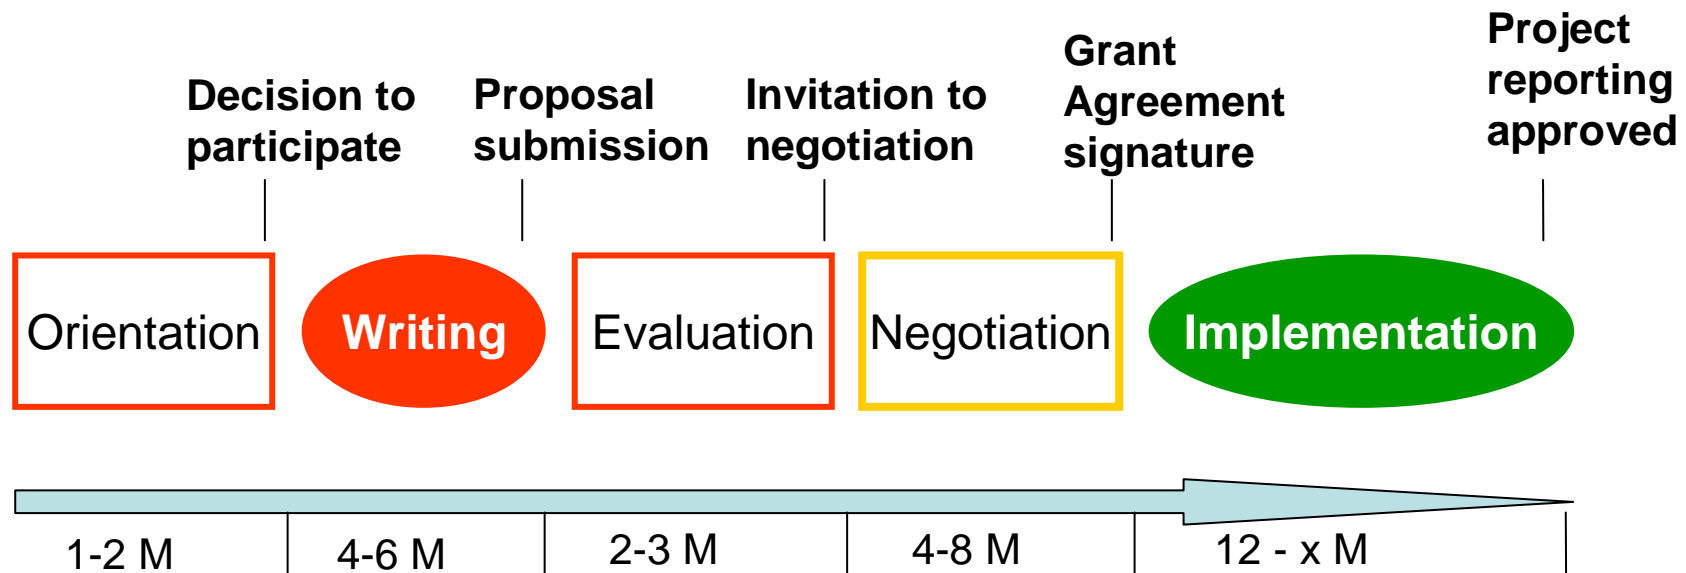 Decision to
participate
Proposal
submission
Invitation to
negotiation
Grant
Agreement
signature
Project
reporting
approved
Orientation
Writing
Evaluation
Negotiation
Implementation
1-2 M
4-6 M
2-3 M
4-8 M
12 - x M